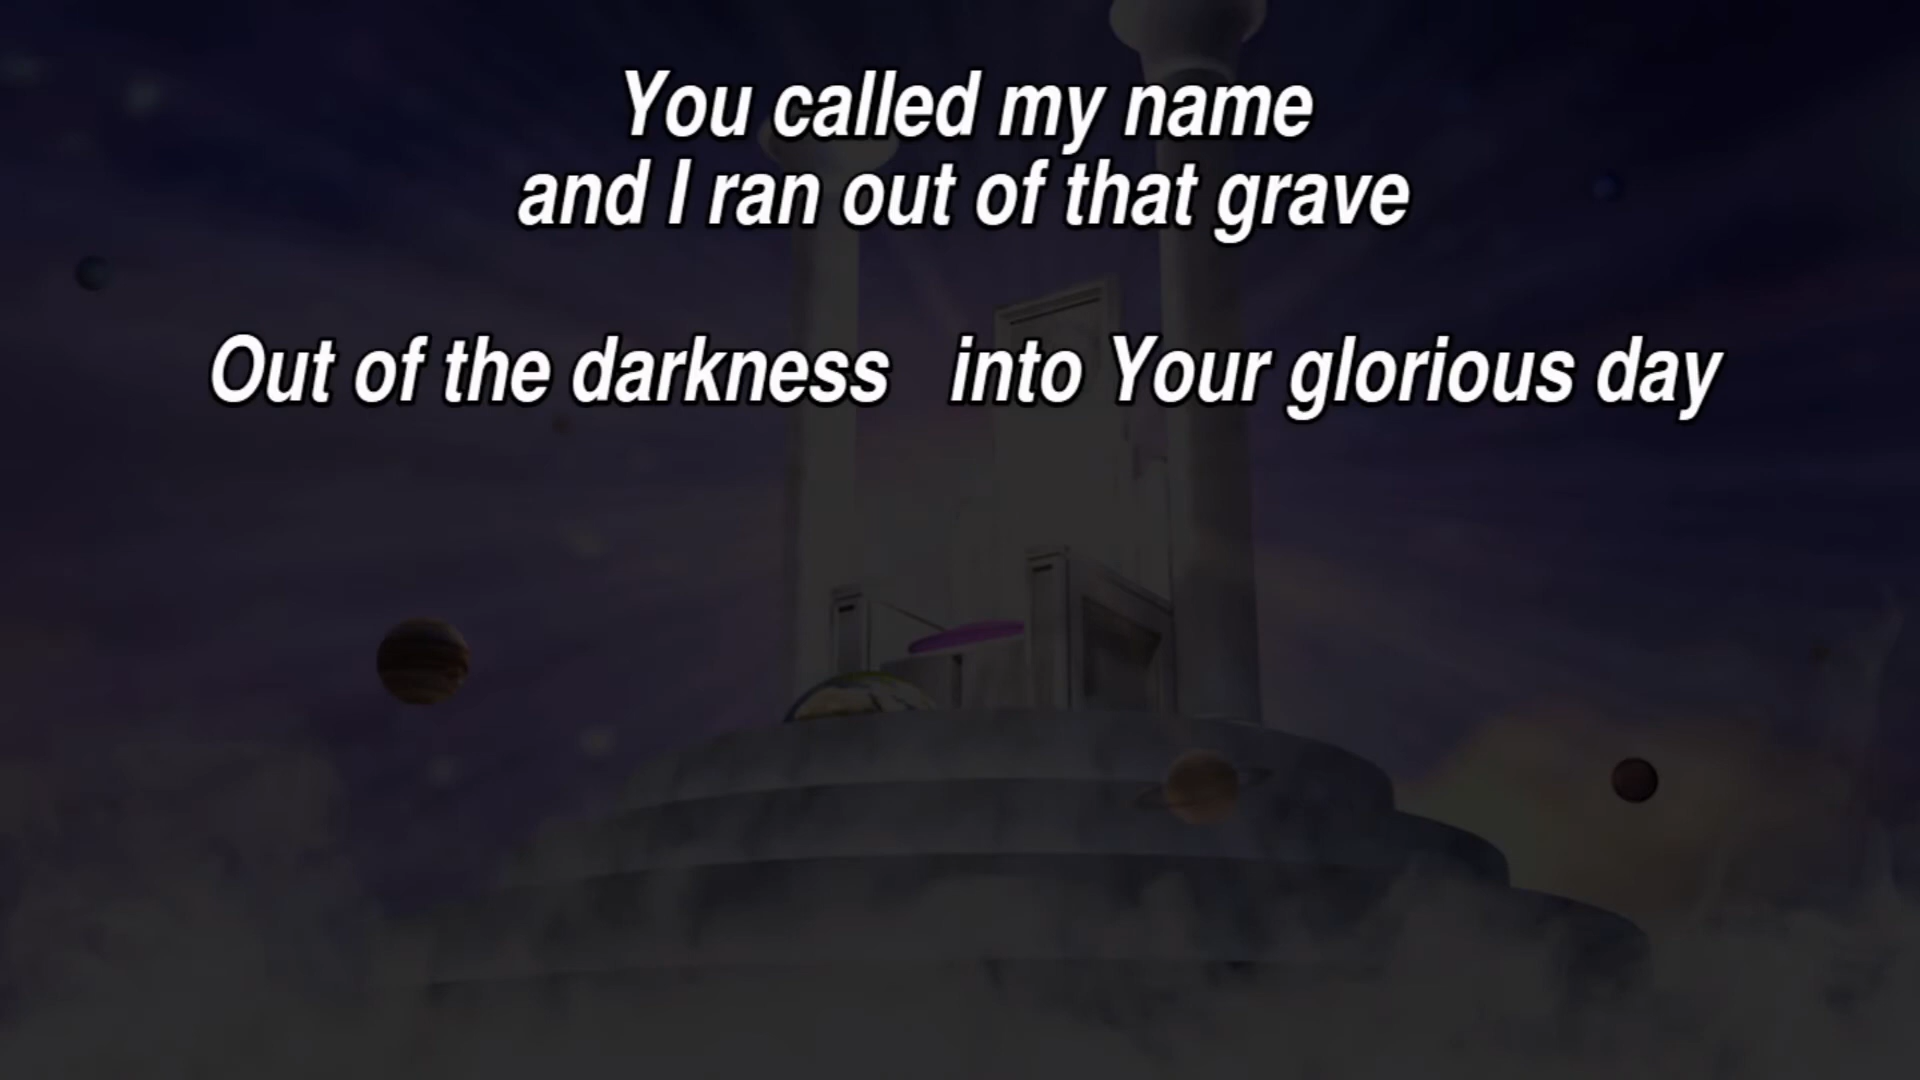 You called my name
and I ran out of that grave
Out of the darkness   into Your glorious day